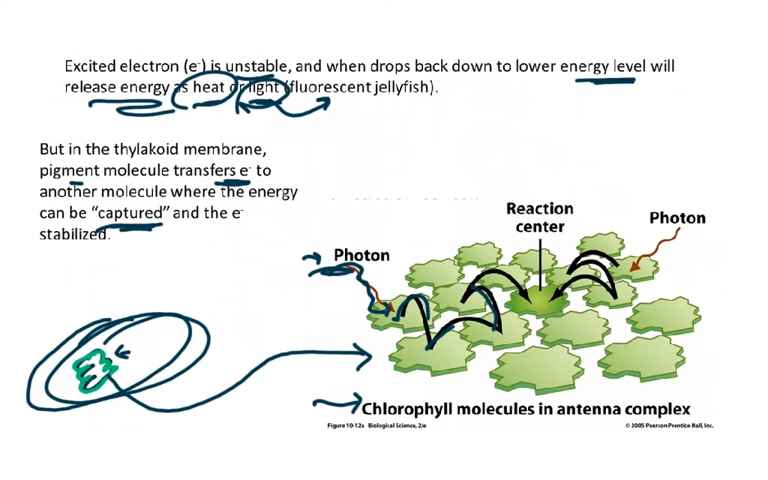 Excited electron (e⁻) is unstable, and when drops back down to lower energy level will
release energy as heat or light (fluorescent jellyfish).
But in the thylakoid membrane,
pigment molecule transfers e⁻ to
another molecule where the energy
can be “captured” and the e⁻
stabilized.
Reaction
center
Photon
Photon
Chlorophyll molecules in antenna complex
Figure 10-12a Biological Science, 2/e
© 2005 Pearson Prentice Hall, Inc.